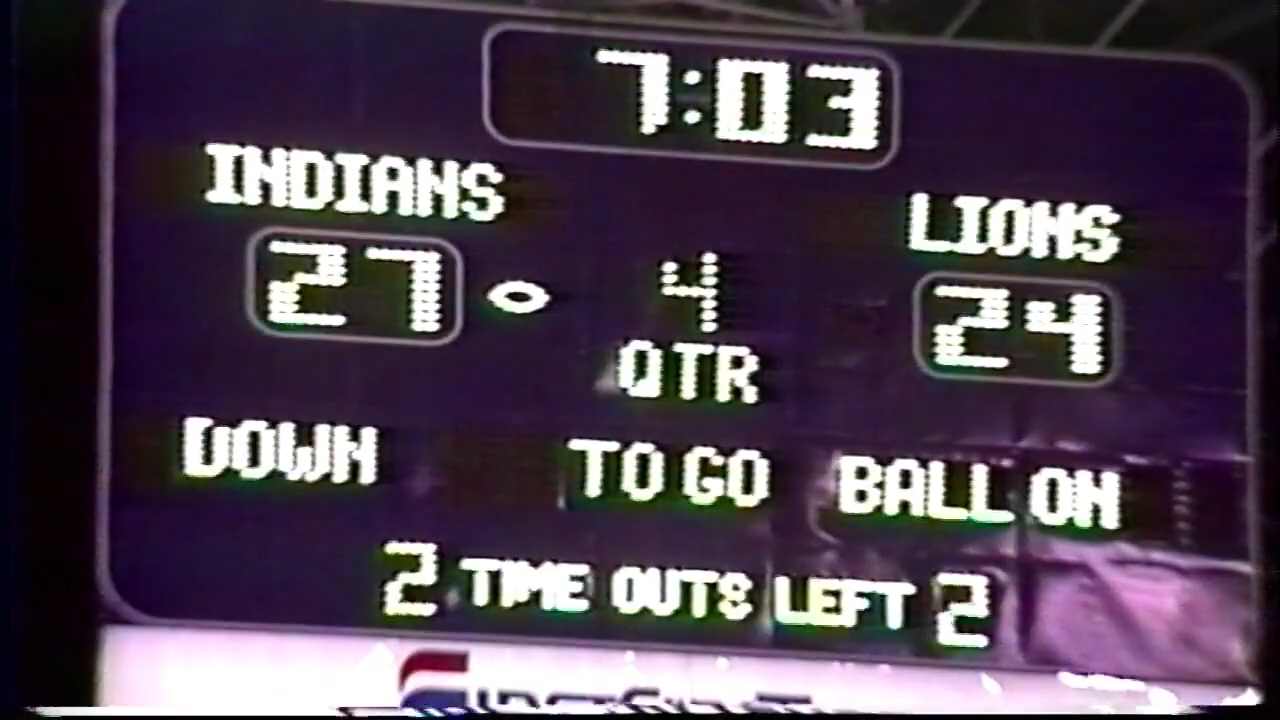 7:03
INDIANS
LIONS
27 4 24
QTR
DOWN TO GO BALL ON
2 TIME OUTS LEFT 2